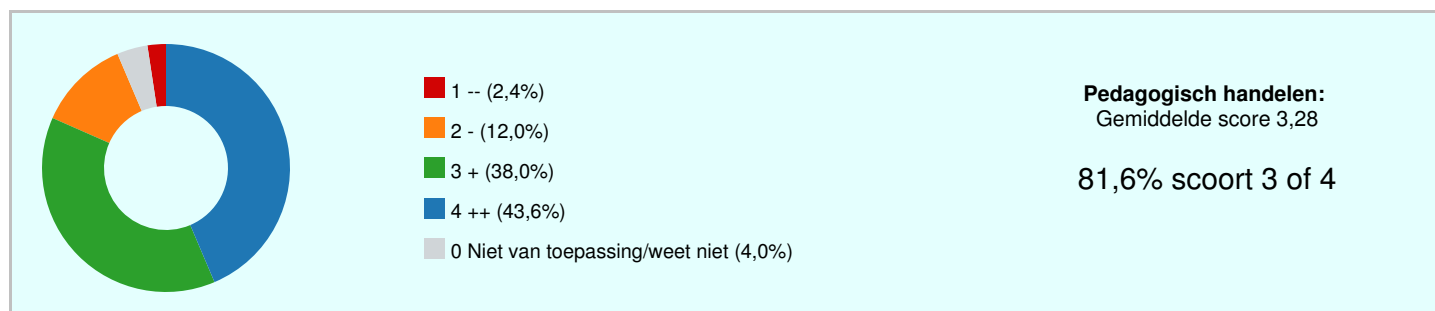 1 -- (2,4%)
2 - (12,0%)
3 + (38,0%)
4 ++ (43,6%)
0 Niet van toepassing/weet niet (4,0%)
Pedagogisch handelen:
Gemiddelde score 3,28
81,6% scoort 3 of 4